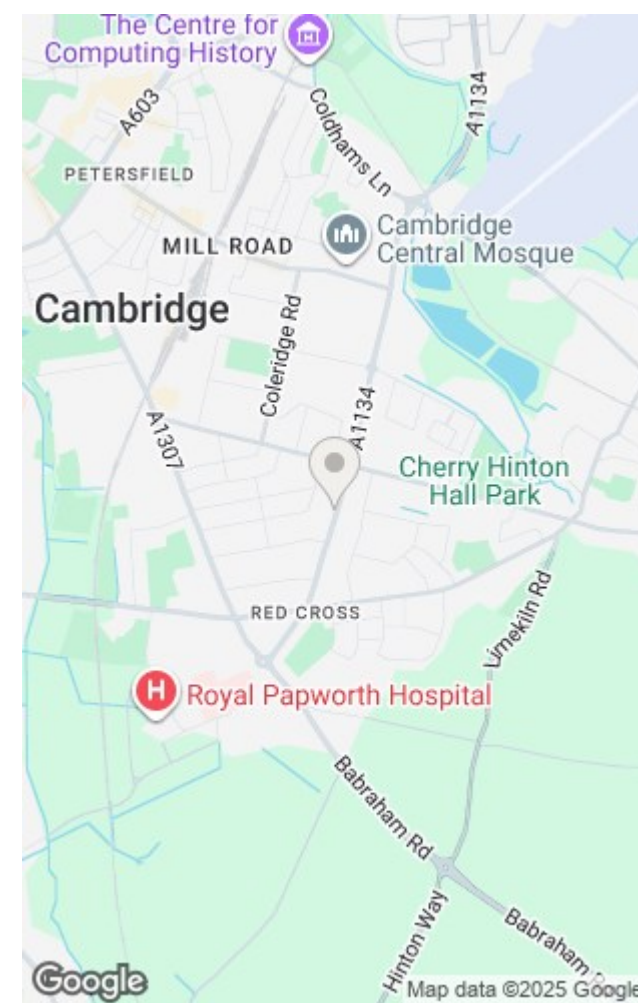 The Centre for
Computing History
A603
Coldhams Ln
A1134
PETERSFIELD
MILL ROAD
Cambridge
Central Mosque
Cambridge
Coleridge Rd
A1134
A1307
Cherry Hinton
Hall Park
RED CROSS
Limekiln Rd
H
Royal Papworth Hospital
Babraham Rd
Hinton Way
Babraham
Google
Map data ©2025 Google